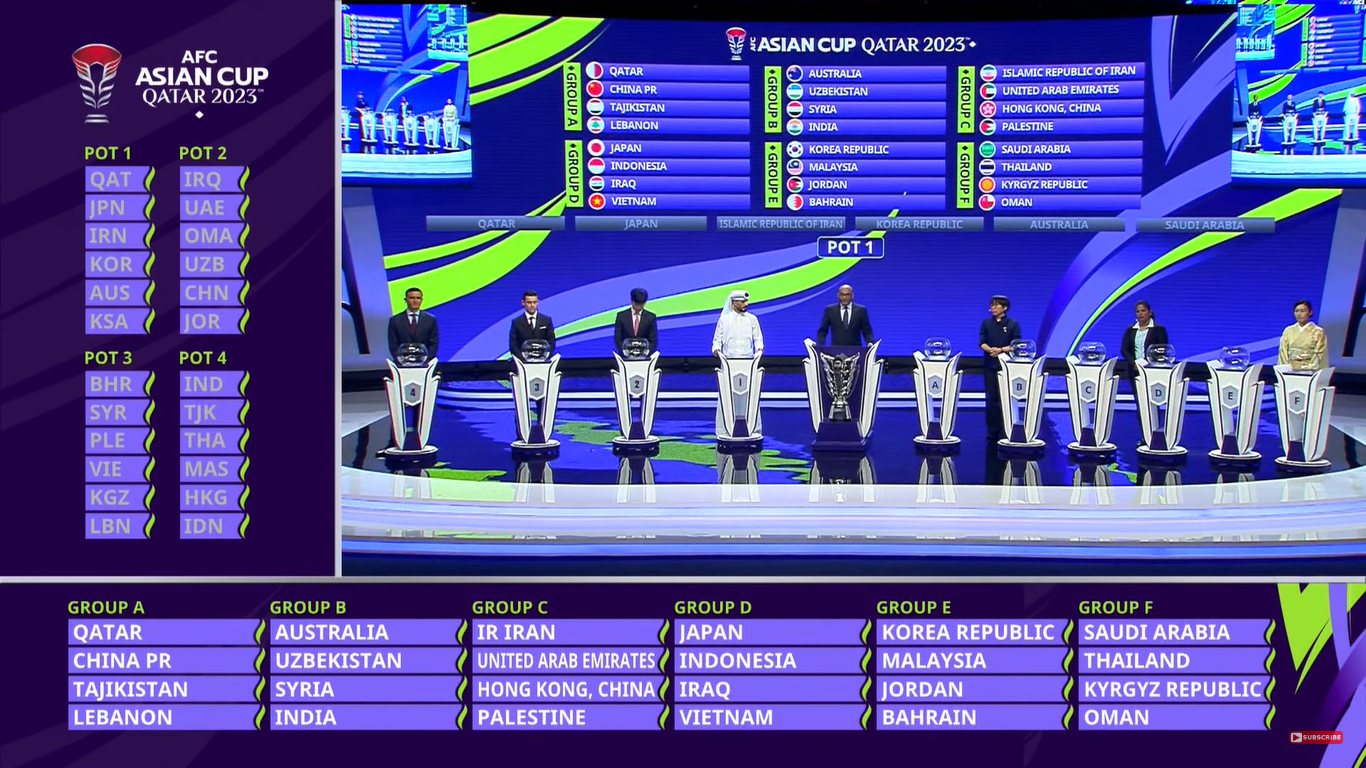 AFC
ASIAN CUP
QATAR 2023™
POT 1
QAT
JPN
IRN
KOR
AUS
KSA
POT 2
IRQ
UAE
OMA
UZB
CHN
JOR
POT 3
BHR
SYR
PLE
VIE
KGZ
LBN
POT 4
IND
TJK
THA
MAS
HKG
IDN
AFC ASIAN CUP QATAR 2023™
GROUP A
QATAR
CHINA PR
TAJIKISTAN
LEBANON
GROUP B
AUSTRALIA
UZBEKISTAN
SYRIA
INDIA
GROUP C
ISLAMIC REPUBLIC OF IRAN
UNITED ARAB EMIRATES
HONG KONG, CHINA
PALESTINE
GROUP D
JAPAN
INDONESIA
IRAQ
VIETNAM
GROUP E
KOREA REPUBLIC
MALAYSIA
JORDAN
BAHRAIN
GROUP F
SAUDI ARABIA
THAILAND
KYRGYZ REPUBLIC
OMAN
QATAR
JAPAN
ISLAMIC REPUBLIC OF IRAN
KOREA REPUBLIC
AUSTRALIA
SAUDI ARABIA
POT 1
4
3
2
1
A
B
C
D
E
F
GROUP A
QATAR
CHINA PR
TAJIKISTAN
LEBANON
GROUP B
AUSTRALIA
UZBEKISTAN
SYRIA
INDIA
GROUP C
IR IRAN
UNITED ARAB EMIRATES
HONG KONG, CHINA
PALESTINE
GROUP D
JAPAN
INDONESIA
IRAQ
VIETNAM
GROUP E
KOREA REPUBLIC
MALAYSIA
JORDAN
BAHRAIN
GROUP F
SAUDI ARABIA
THAILAND
KYRGYZ REPUBLIC
OMAN
SUBSCRIBE